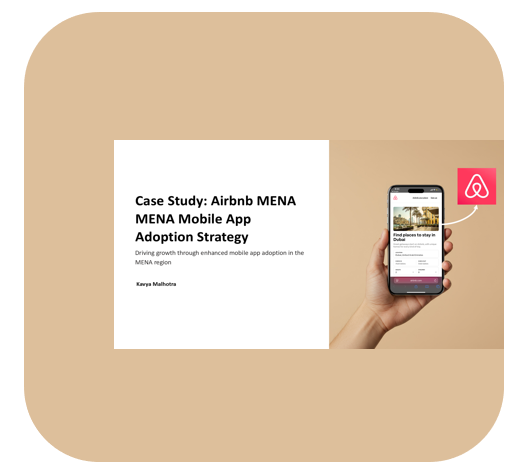 Case Study: Airbnb MENA
MENA Mobile App
Adoption Strategy
Driving growth through enhanced mobile app adoption in the
MENA region
Kavya Malhotra
Find places to stay in
Dubai